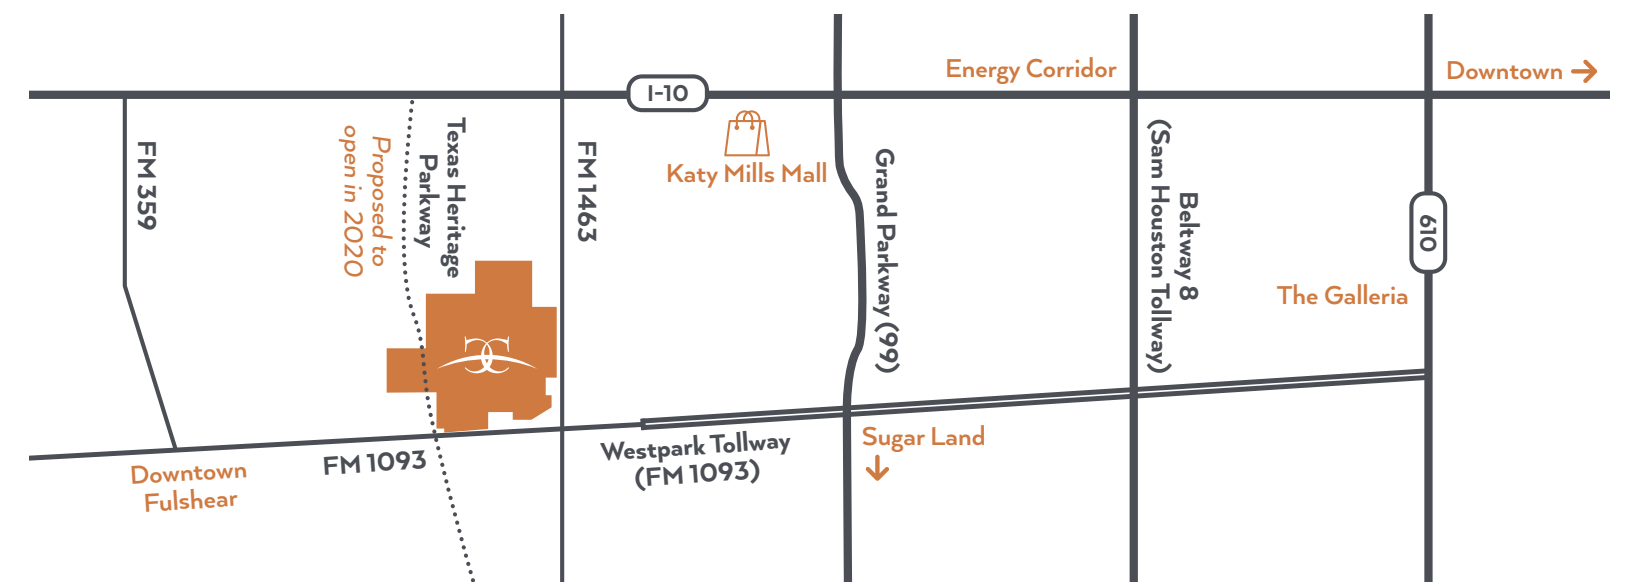 Energy Corridor
Downtown
I-10
Katy Mills Mall
FM 359
Proposed to
open in 2020
Texas Heritage
Parkway
FM 1463
Grand Parkway (99)
Beltway 8
(Sam Houston Tollway)
610
The Galleria
Sugar Land
Westpark Tollway
(FM 1093)
FM 1093
Downtown
Fulshear